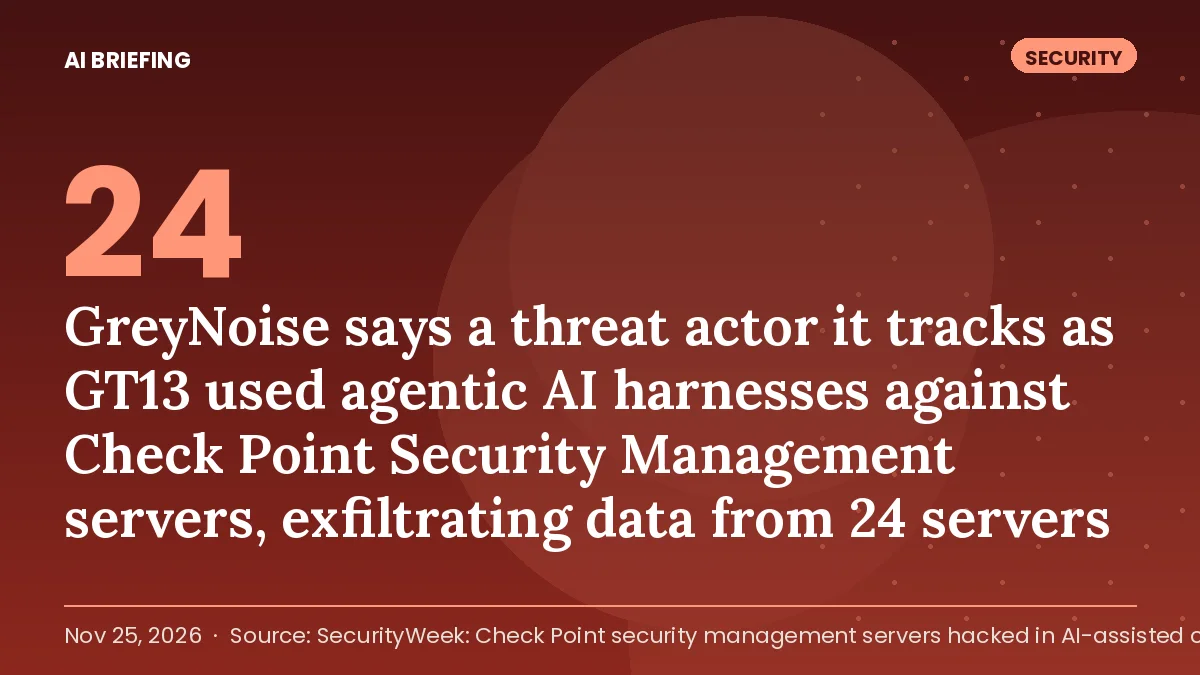 AI BRIEFING
SECURITY
24
GreyNoise says a threat actor it tracks as
GT13 used agentic AI harnesses against
Check Point Security Management
servers, exfiltrating data from 24 servers
Nov 25, 2026 · Source: SecurityWeek: Check Point security management servers hacked in AI-assisted